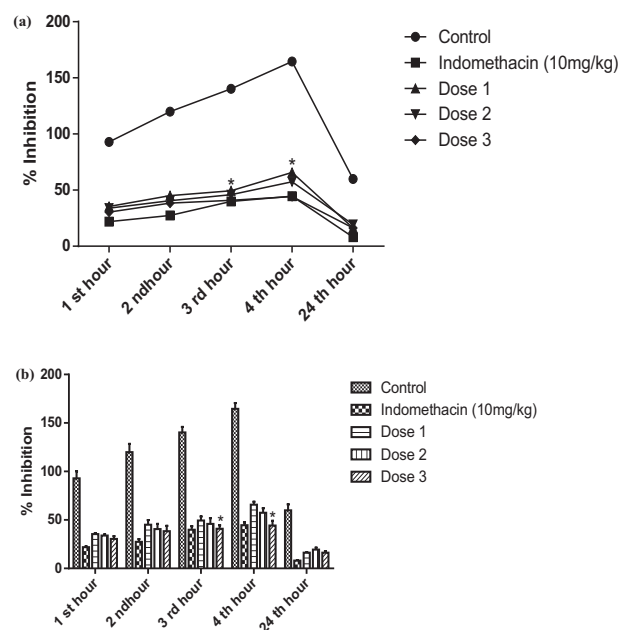 (a)
200
150
100
50
0
% Inhibition
*
*
1 st hour
2 ndhour
3 rd hour
4 th hour
24 th hour
Control
Indomethacin (10mg/kg)
Dose 1
Dose 2
Dose 3
(b)
200
150
100
50
0
% Inhibition
*
*
1 st hour
2 ndhour
3 rd hour
4 th hour
24 th hour
Control
Indomethacin (10mg/kg)
Dose 1
Dose 2
Dose 3